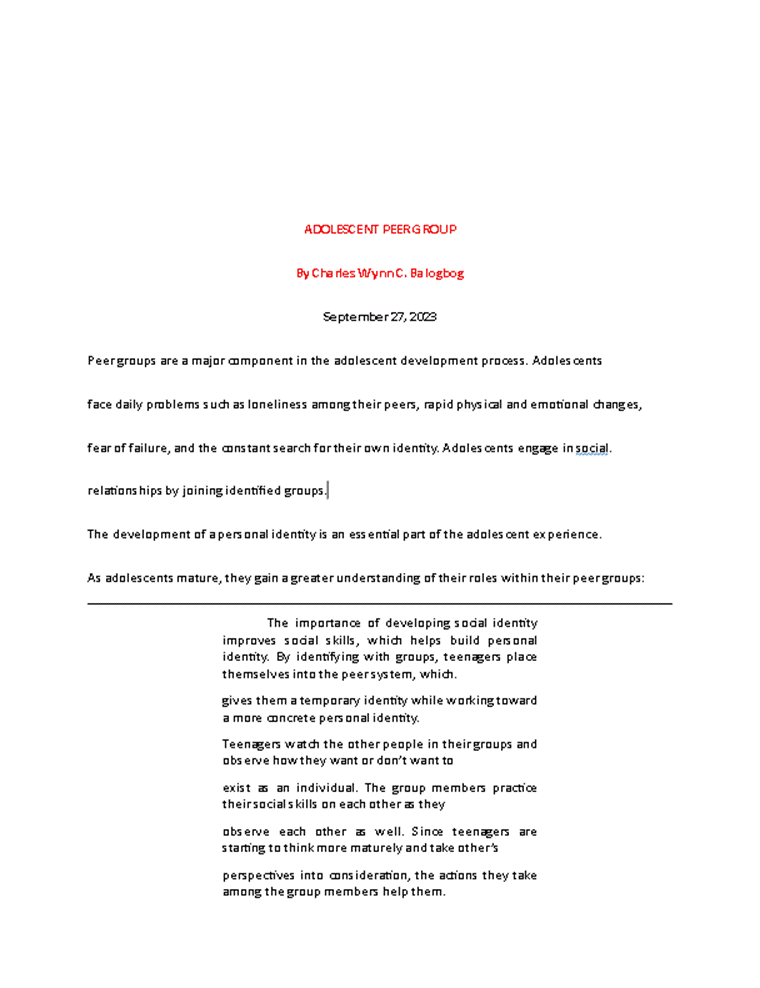 ADOLESCENT PEER GROUP
By Charles Wynn C. Balogbog
September 27, 2023
Peer groups are a major component in the adolescent development process. Adolescents
face daily problems such as loneliness among their peers, rapid physical and emotional changes,
fear of failure, and the constant search for their own identity. Adolescents engage in social.
relationships by joining identified groups.
The development of a personal identity is an essential part of the adolescent experience.
As adolescents mature, they gain a greater understanding of their roles within their peer groups:
The importance of developing social identity
improves social skills, which helps build personal
identity. By identifying with groups, teenagers place
themselves into the peer system, which.
gives them a temporary identity while working toward
a more concrete personal identity.
Teenagers watch the other people in their groups and
observe how they want or don't want to
exist as an individual. The group members practice
their social skills on each other as they
observe each other as well. Since teenagers are
starting to think more maturely and take other's
perspectives into consideration, the actions they take
among the group members help them.